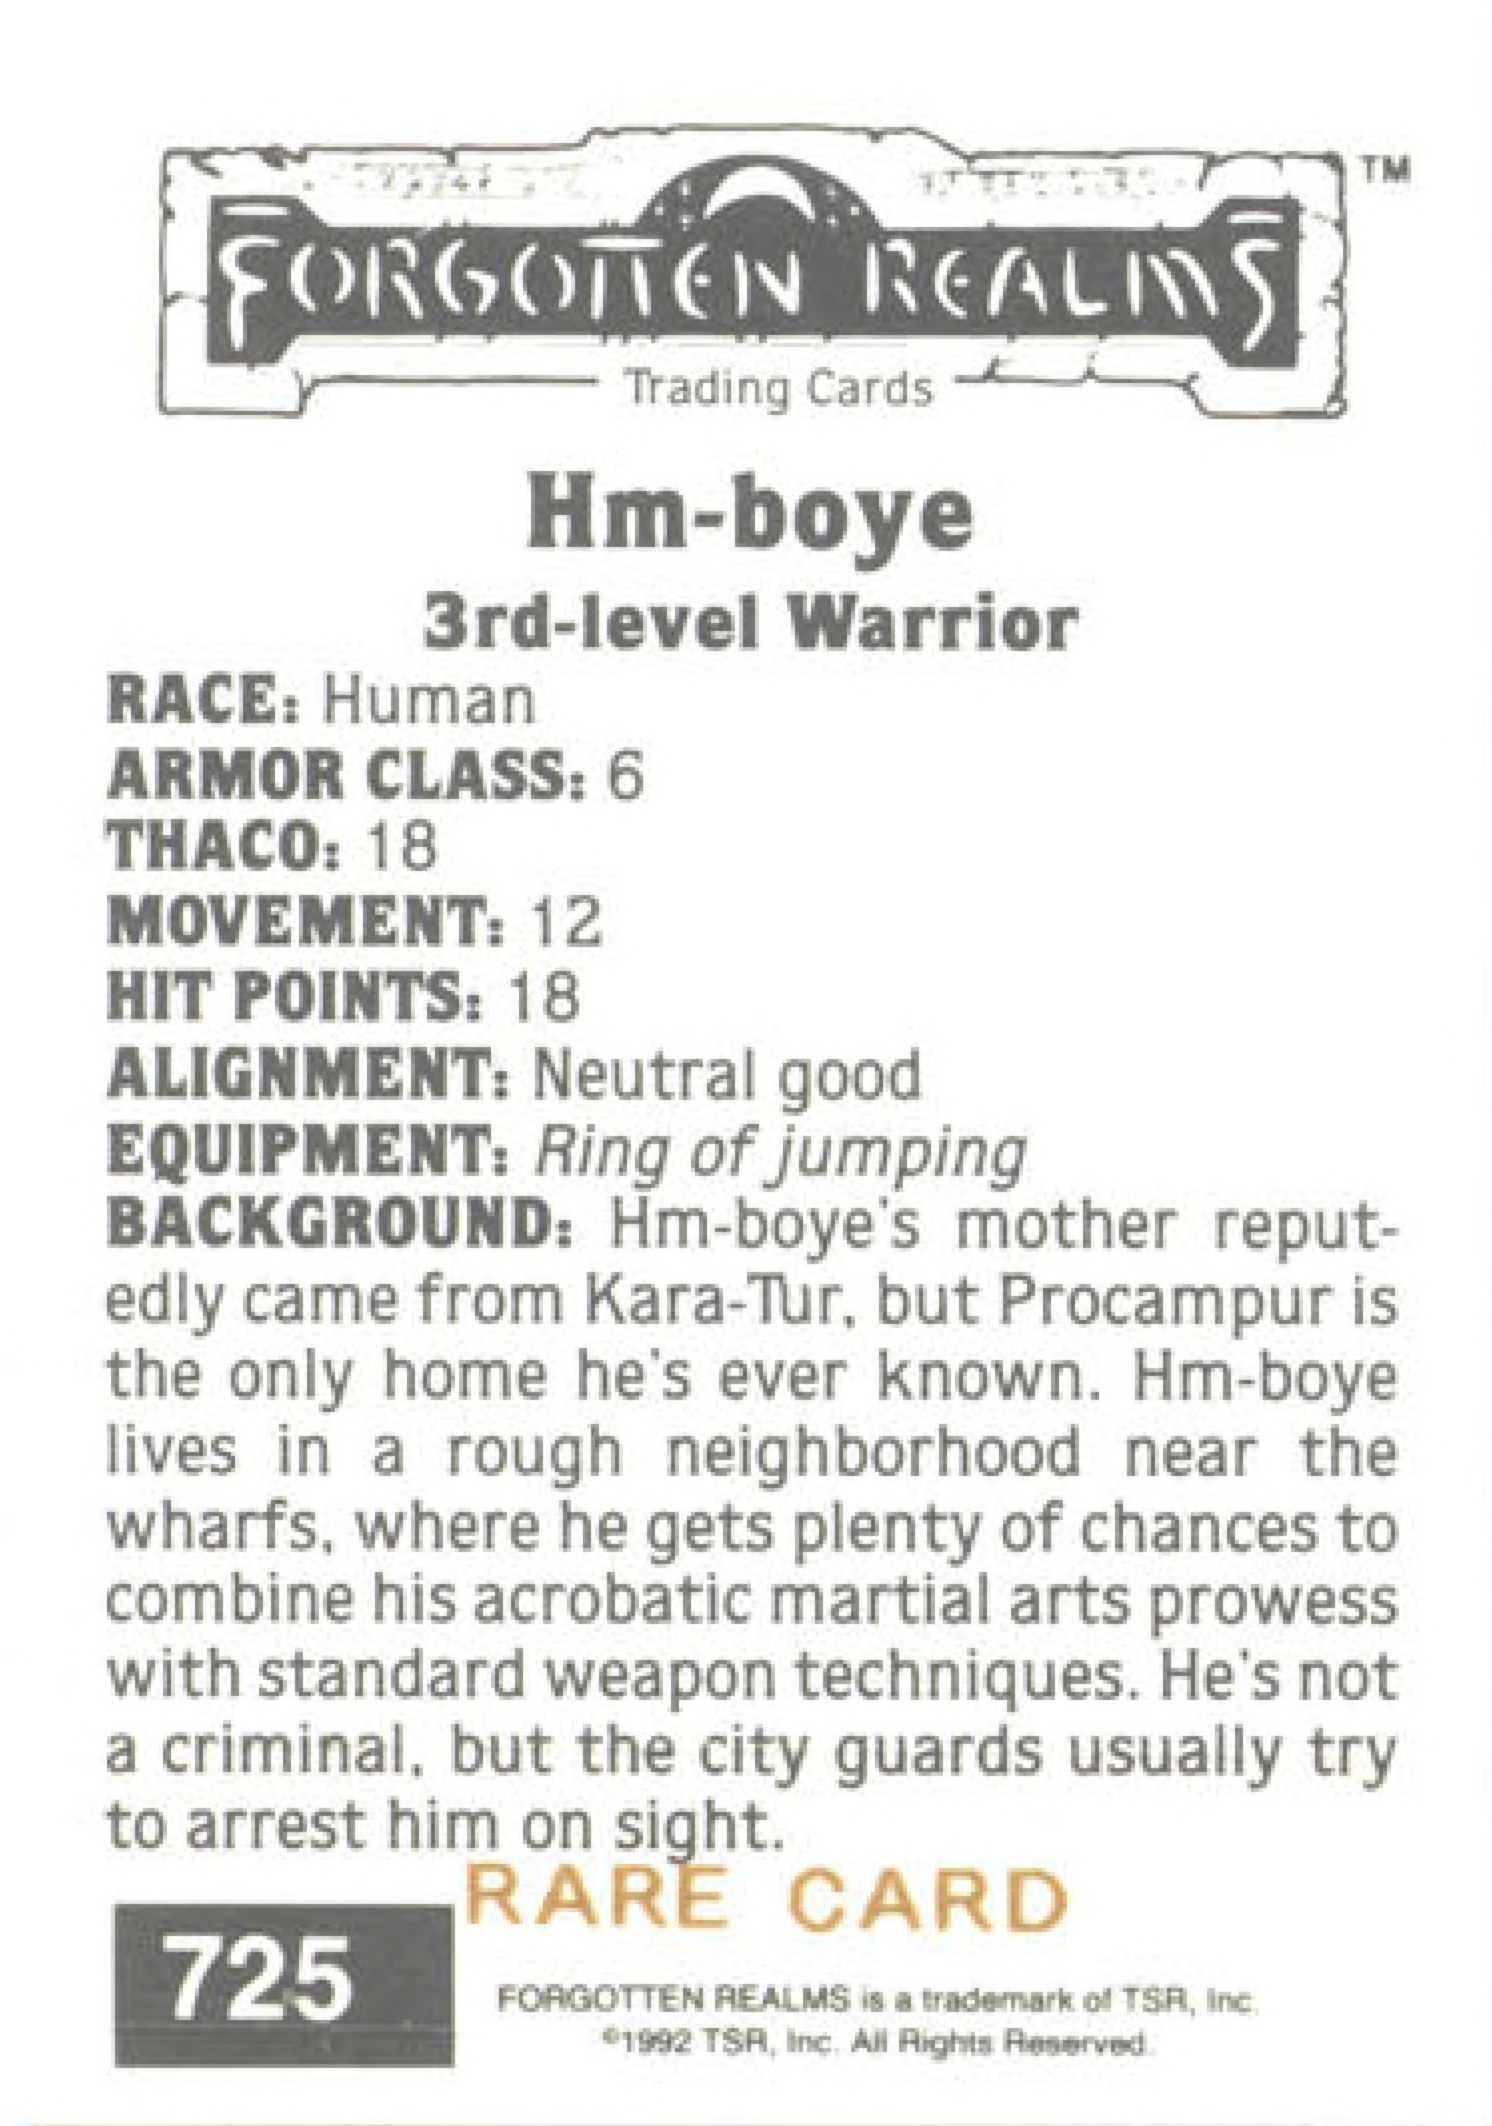 FORGOTTEN REALMS ™
Trading Cards
Hm-boye
3rd-level Warrior
RACE: Human
ARMOR CLASS: 6
THACO: 18
MOVEMENT: 12
HIT POINTS: 18
ALIGNMENT: Neutral good
EQUIPMENT: Ring of jumping
BACKGROUND: Hm-boye's mother reput-
edly came from Kara-Tur, but Procampur is
the only home he's ever known. Hm-boye
lives in a rough neighborhood near the
wharfs, where he gets plenty of chances to
combine his acrobatic martial arts prowess
with standard weapon techniques. He's not
a criminal, but the city guards usually try
to arrest him on sight.
RARE CARD
725
FORGOTTEN REALMS is a trademark of TSR, Inc.
©1992 TSR, Inc. All Rights Reserved.